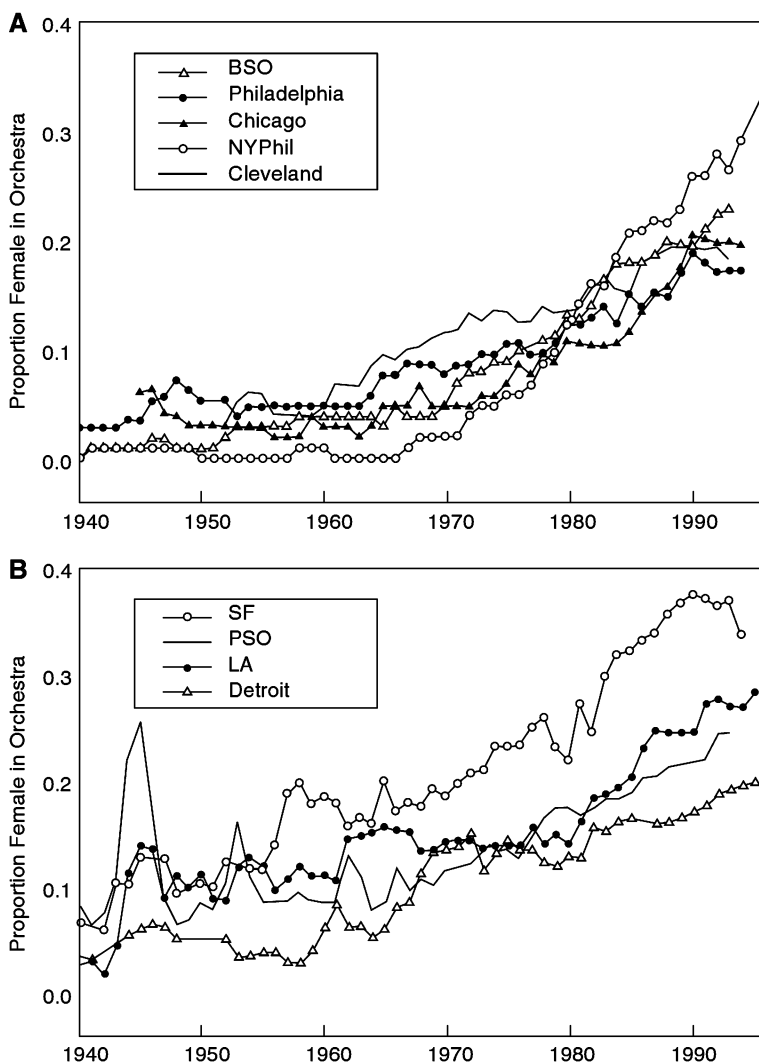 A
0.4
BSO
Philadelphia
Chicago
NYPhil
Cleveland
0.3
0.2
0.1
0.0
Proportion Female in Orchestra
1940 1950 1960 1970 1980 1990
B
0.4
SF
PSO
LA
Detroit
0.3
0.2
0.1
0.0
Proportion Female in Orchestra
1940 1950 1960 1970 1980 1990